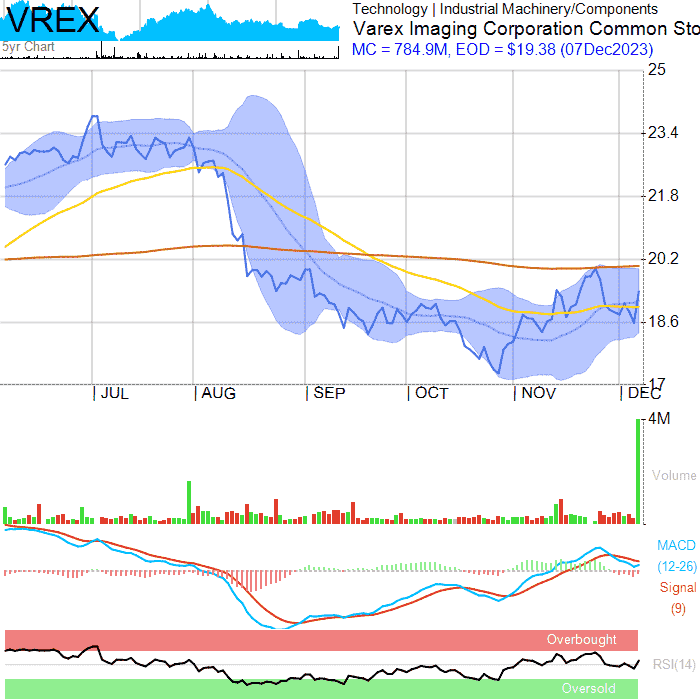 VREX
5yr Chart
Technology | Industrial Machinery/Components
Varex Imaging Corporation Common Sto
MC = 784.9M, EOD = $19.38 (07Dec2023)
25
23.4
21.8
20.2
18.6
17
| JUL | AUG | SEP | OCT | NOV | DEC
4M
Volume
MACD
(12-26)
Signal
(9)
Overbought
RSI(14)
Oversold